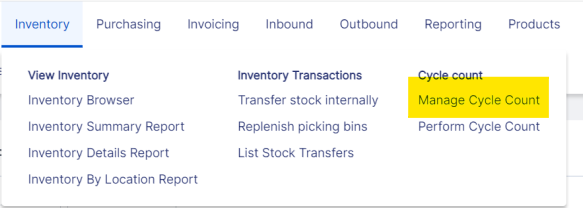 Inventory Purchasing Invoicing Inbound Outbound Reporting Products
View Inventory
Inventory Browser
Inventory Summary Report
Inventory Details Report
Inventory By Location Report
Inventory Transactions
Transfer stock internally
Replenish picking bins
List Stock Transfers
Cycle count
Manage Cycle Count
Perform Cycle Count